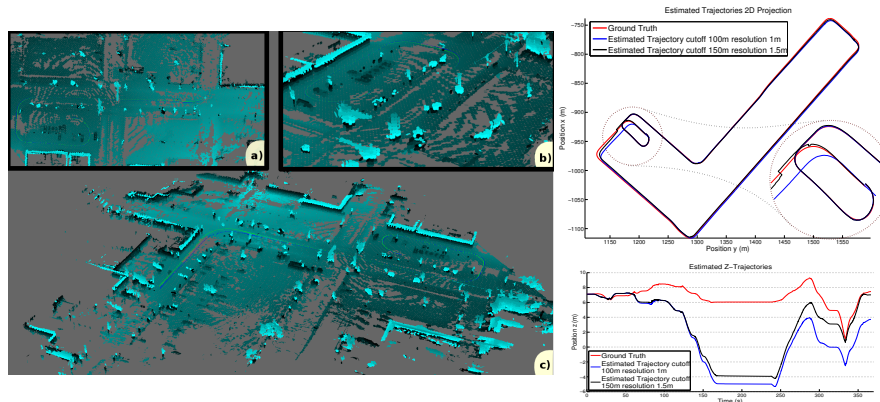 a)
b)
c)
Estimated Trajectories 2D Projection
Ground Truth
Estimated Trajectory cutoff 100m resolution 1m
Estimated Trajectory cutoff 150m resolution 1.5m
Position x (m)
-750
-800
-850
-900
-950
-1000
-1050
-1100
1150 1200 1250 1300 1350 1400 1450 1500 1550
Position y (m)
Estimated Z-Trajectories
Position z (m)
10
8
6
4
2
0
-2
-4
-6
Ground Truth
Estimated Trajectory cutoff
100m resolution 1m
Estimated Trajectory cutoff
150m resolution 1.5m
0 50 100 150 200 250 300 350
Time (s)